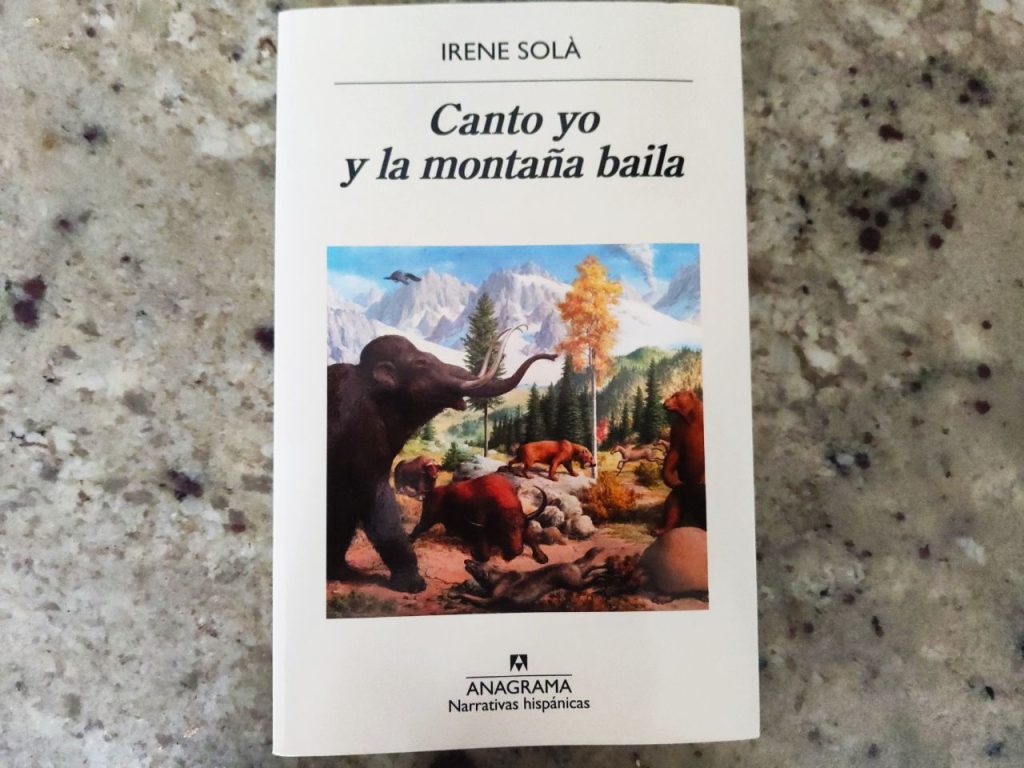 IRENE SOLÀ
Canto yo
y la montaña baila
ANAGRAMA
Narrativas hispánicas